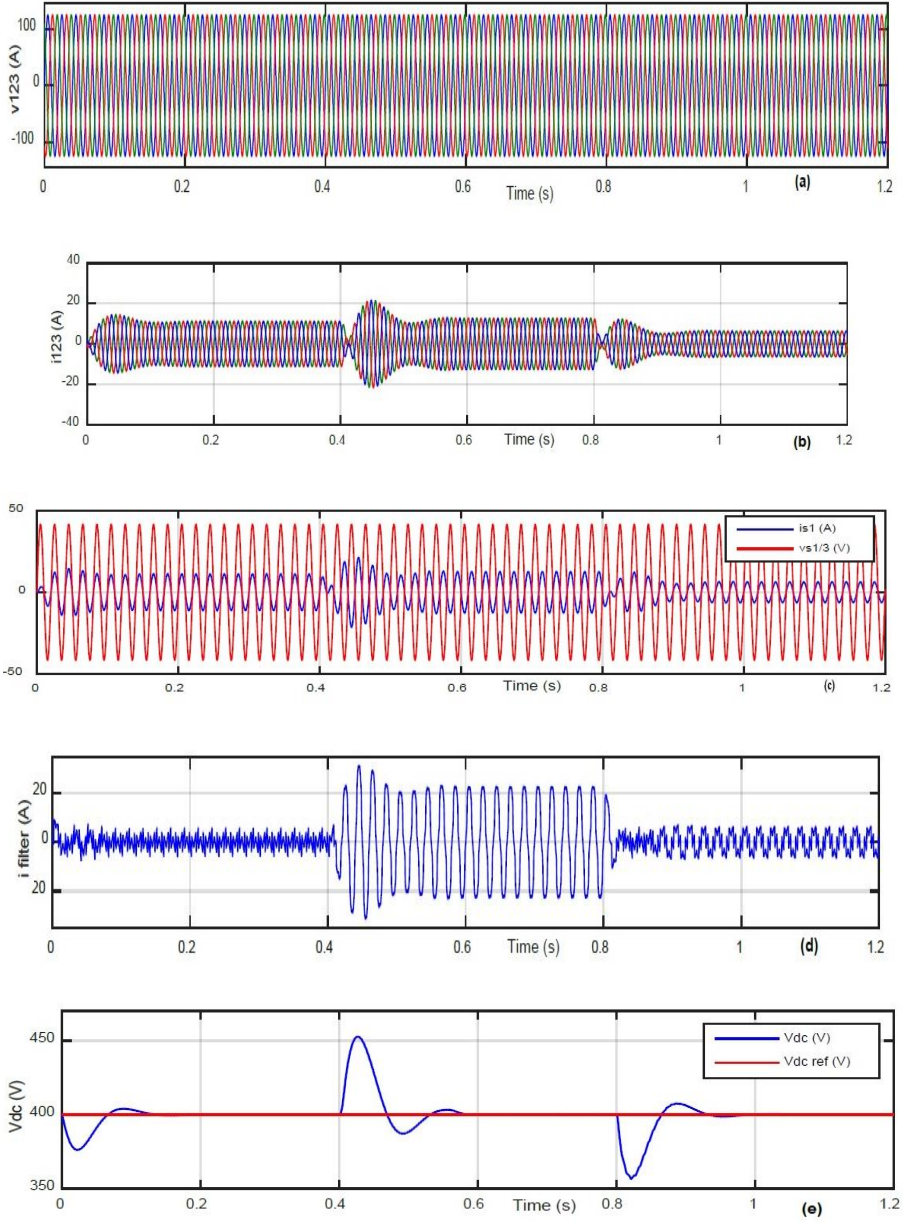 v123 (A)
100
0
-100
0 0.2 0.4 0.6 0.8 1 1.2
Time (s)
(a)
i123 (A)
40
20
0
-20
-40
0 0.2 0.4 0.6 0.8 1 1.2
Time (s)
(b)
50
0
-50
is1 (A)
vs1/3 (V)
0 0.2 0.4 0.6 0.8 1 1.2
Time (s)
(c)
i filter (A)
20
0
20
0 0.2 0.4 0.6 0.8 1 1.2
Time (s)
(d)
Vdc (V)
450
400
350
Vdc (V)
Vdc ref (V)
0 0.2 0.4 0.6 0.8 1 1.2
Time (s)
(e)